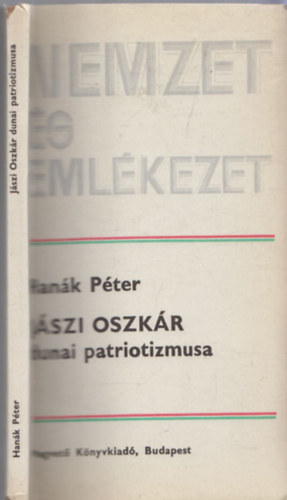 Jászi Oszkár dunai patriotizmusa
Hanák Péter
NEMZET
ÉS
EMLÉKEZET
Hanák Péter
JÁSZI OSZKÁR
dunai patriotizmusa
Magvető Könyvkiadó, Budapest